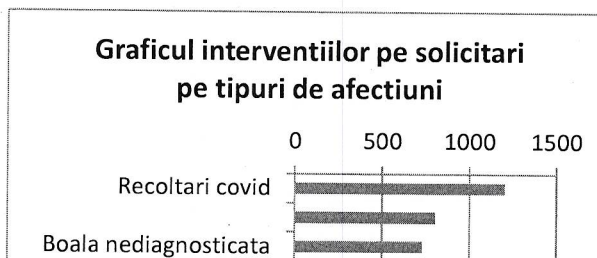 Graficul interventiilor pe solicitari
pe tipuri de afectiuni
0 500 1000 1500
Recoltari covid
Boala nediagnosticata